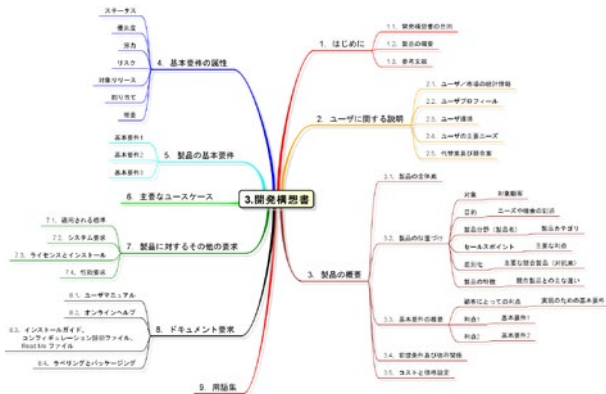 3.開発構想書
1. はじめに
1.1. 開発構想書の目的
1.2. 製品の概要
1.3. 参考文献
2. ユーザに関する説明
2.1. ユーザ／市場の統計情報
2.2. ユーザプロフィール
2.3. ユーザ環境
2.4. ユーザの主要ニーズ
2.5. 代替案及び競合案
3. 製品の概要
3.1. 製品の全体像
3.2. 製品の位置づけ
対象
対象顧客
目的
ニーズや機会の記述
製品分野（製品名）
製品カテゴリ
セールスポイント
主要な利点
差別化
主要な競合製品（対抗案）
製品の特徴
競合製品との主な違い
3.3. 基本要件の概要
顧客にとっての利点
実現のための基本要件
利点1
基本要件1
利点2
基本要件2
3.4. 前提条件及び依存関係
3.5. コストと価格設定
4. 基本要件の属性
ステータス
優先度
労力
リスク
対象リリース
割り当て
根拠
5. 製品の基本要件
基本要件1
基本要件2
基本要件3
6. 主要なユースケース
7. 製品に対するその他の要求
7.1. 適用される標準
7.2. システム要求
7.3. ライセンスとインストール
7.4. 性能要求
8. ドキュメント要求
8.1. ユーザマニュアル
8.2. オンラインヘルプ
8.3. インストールガイド、
コンフィギュレーション説明ファイル、
Read Me ファイル
8.4. ラベリングとパッケージング
9. 用語集